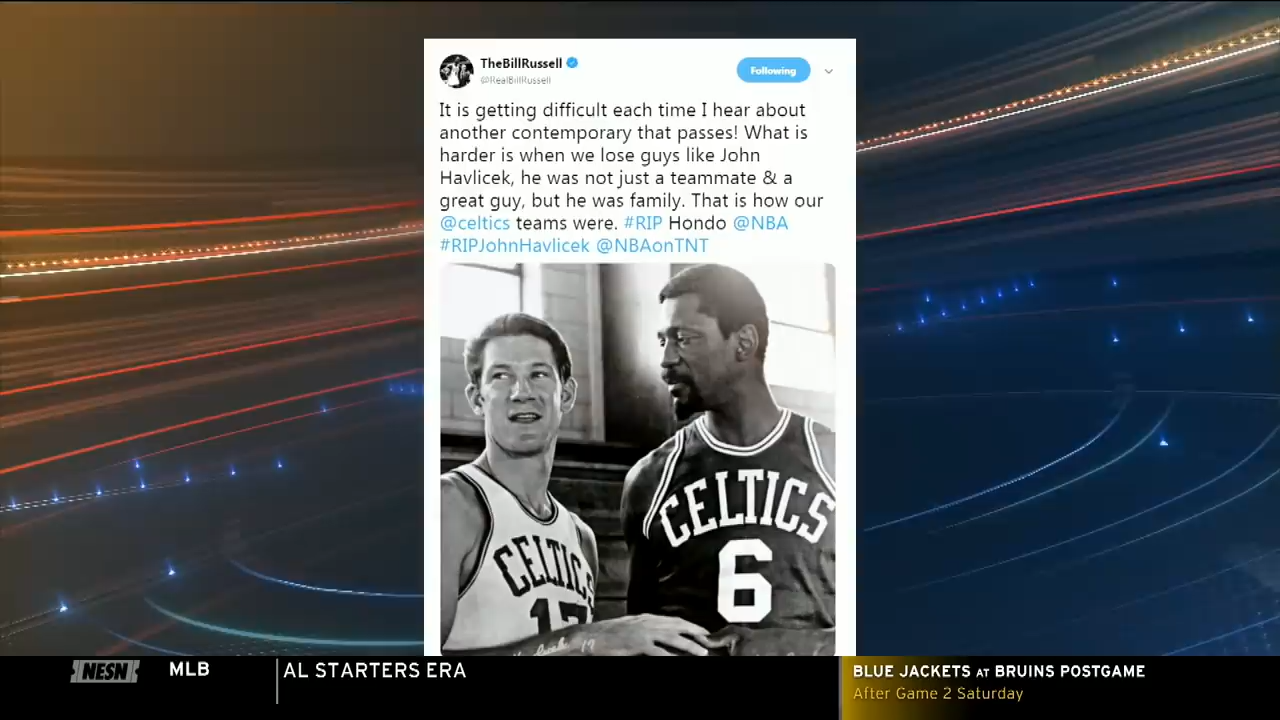 TheBillRussell
@RealBillRussell
Following
It is getting difficult each time I hear about
another contemporary that passes! What is
harder is when we lose guys like John
Havlicek, he was not just a teammate & a
great guy, but he was family. That is how our
@celtics teams were. #RIP Hondo @NBA
#RIPJohnHavlicek @NBAonTNT
CELTICS
6
CELTICS
17
NESN
MLB
AL STARTERS ERA
BLUE JACKETS AT BRUINS POSTGAME
After Game 2 Saturday